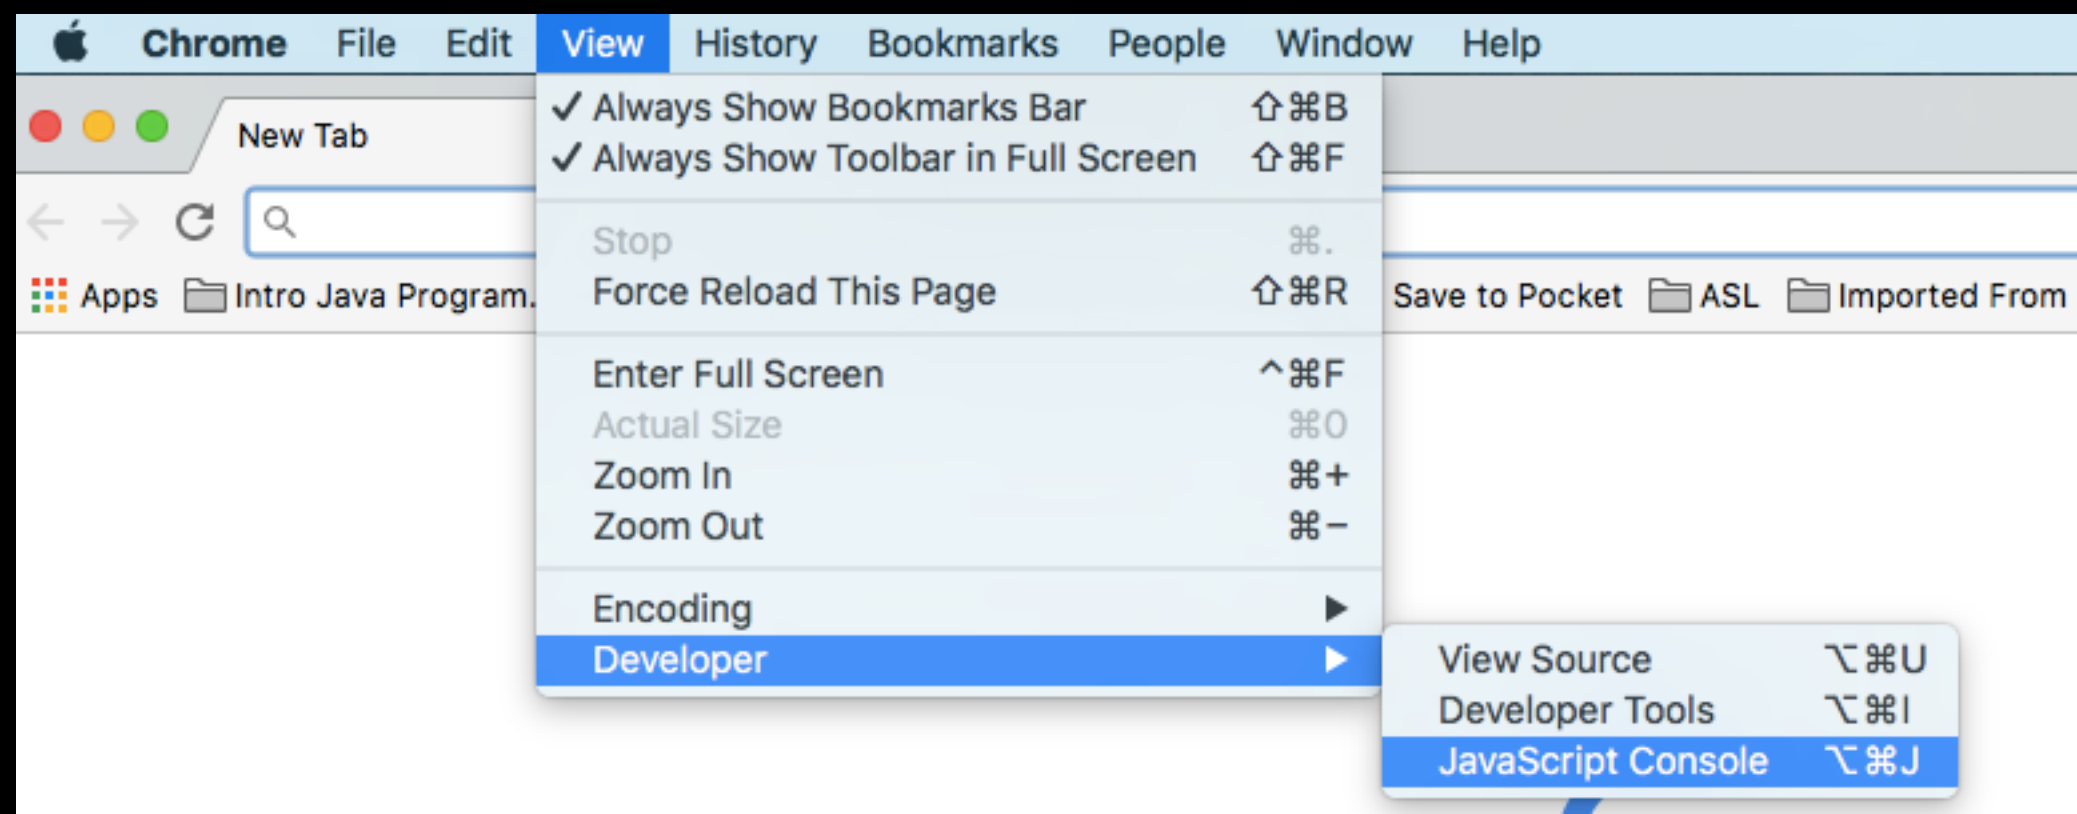 Chrome File Edit View History Bookmarks People Window Help
New Tab
Apps Intro Java Program. Save to Pocket ASL Imported From
✓ Always Show Bookmarks Bar ⇧⌘B
✓ Always Show Toolbar in Full Screen ⇧⌘F
Stop ⌘.
Force Reload This Page ⇧⌘R
Enter Full Screen ^⌘F
Actual Size ⌘0
Zoom In ⌘+
Zoom Out ⌘−
Encoding ▶
Developer ▶
View Source ⌥⌘U
Developer Tools ⌥⌘I
JavaScript Console ⌥⌘J